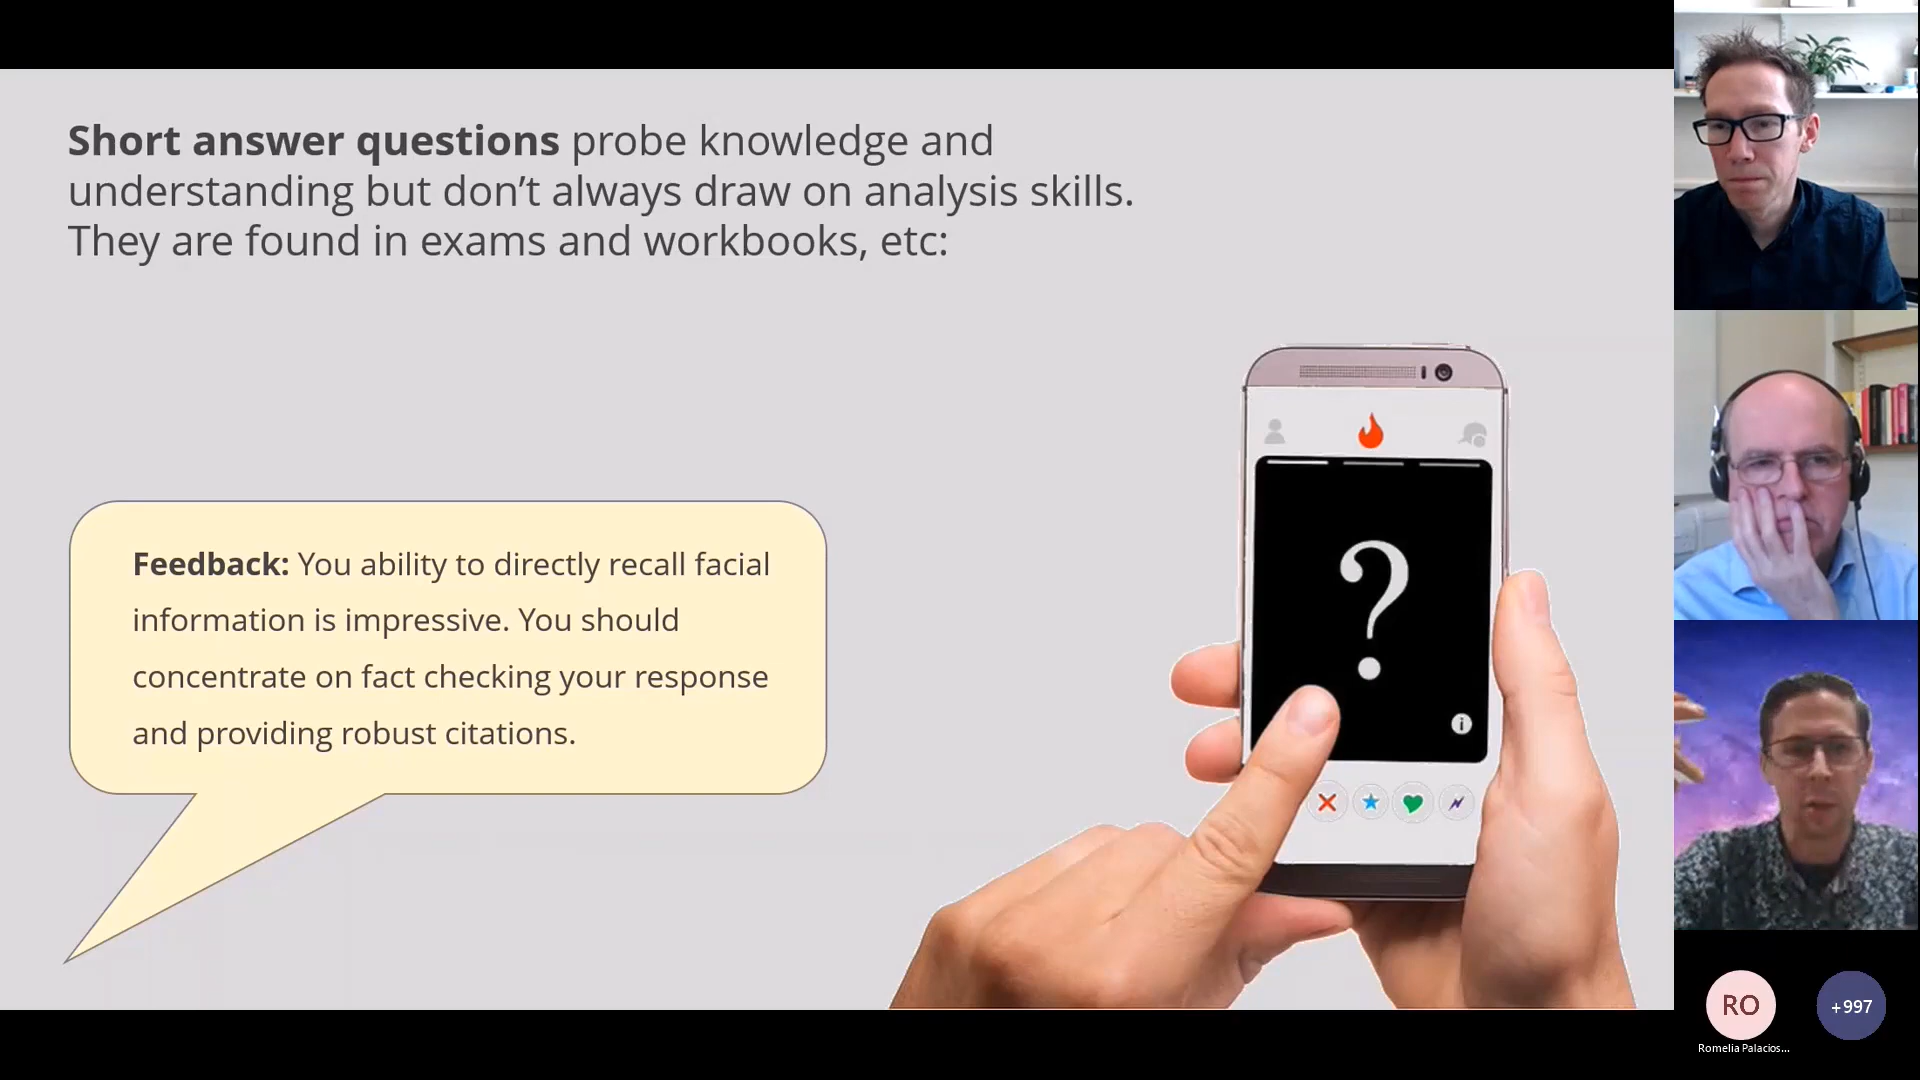 Short answer questions probe knowledge and
understanding but don’t always draw on analysis skills.
They are found in exams and workbooks, etc:
Feedback: You ability to directly recall facial
information is impressive. You should
concentrate on fact checking your response
and providing robust citations.
?
i
RO
+997
Romelia Palacios...